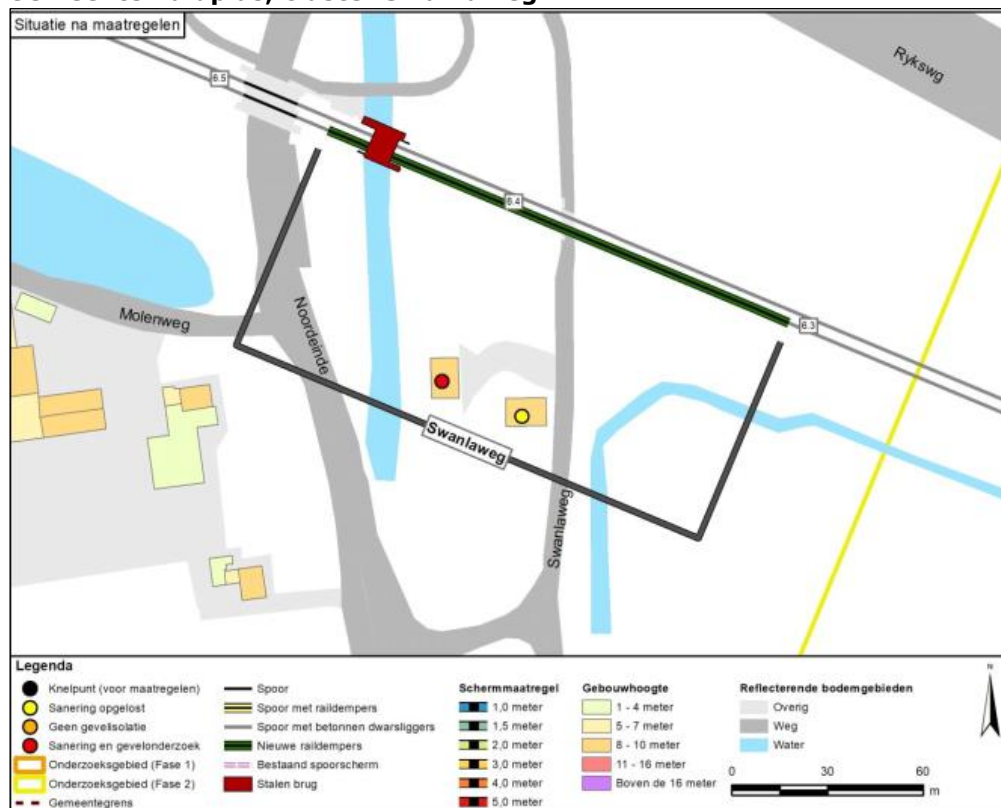 Situatie na maatregelen
Rykswg
6.5
6.4
6.3
Molenweg
Noordeinde
Swanlaweg
Swanlaweg
Legenda
Knelpunt (voor maatregelen)
Sanering opgelost
Geen gevelisolatie
Sanering en gevelonderzoek
Onderzoeksgebied (Fase 1)
Onderzoeksgebied (Fase 2)
Gemeentegrens
Spoor
Spoor met raildempers
Spoor met betonnen dwarsliggers
Nieuwe raildempers
Bestaand spoorscherm
Stalen brug
Schermmaatregel
1,0 meter
1,5 meter
2,0 meter
3,0 meter
4,0 meter
5,0 meter
Gebouwhoogte
1 - 4 meter
5 - 7 meter
8 - 10 meter
11 - 16 meter
Boven de 16 meter
Reflecterende bodemgebieden
Overig
Weg
Water
N
0 30 60
m